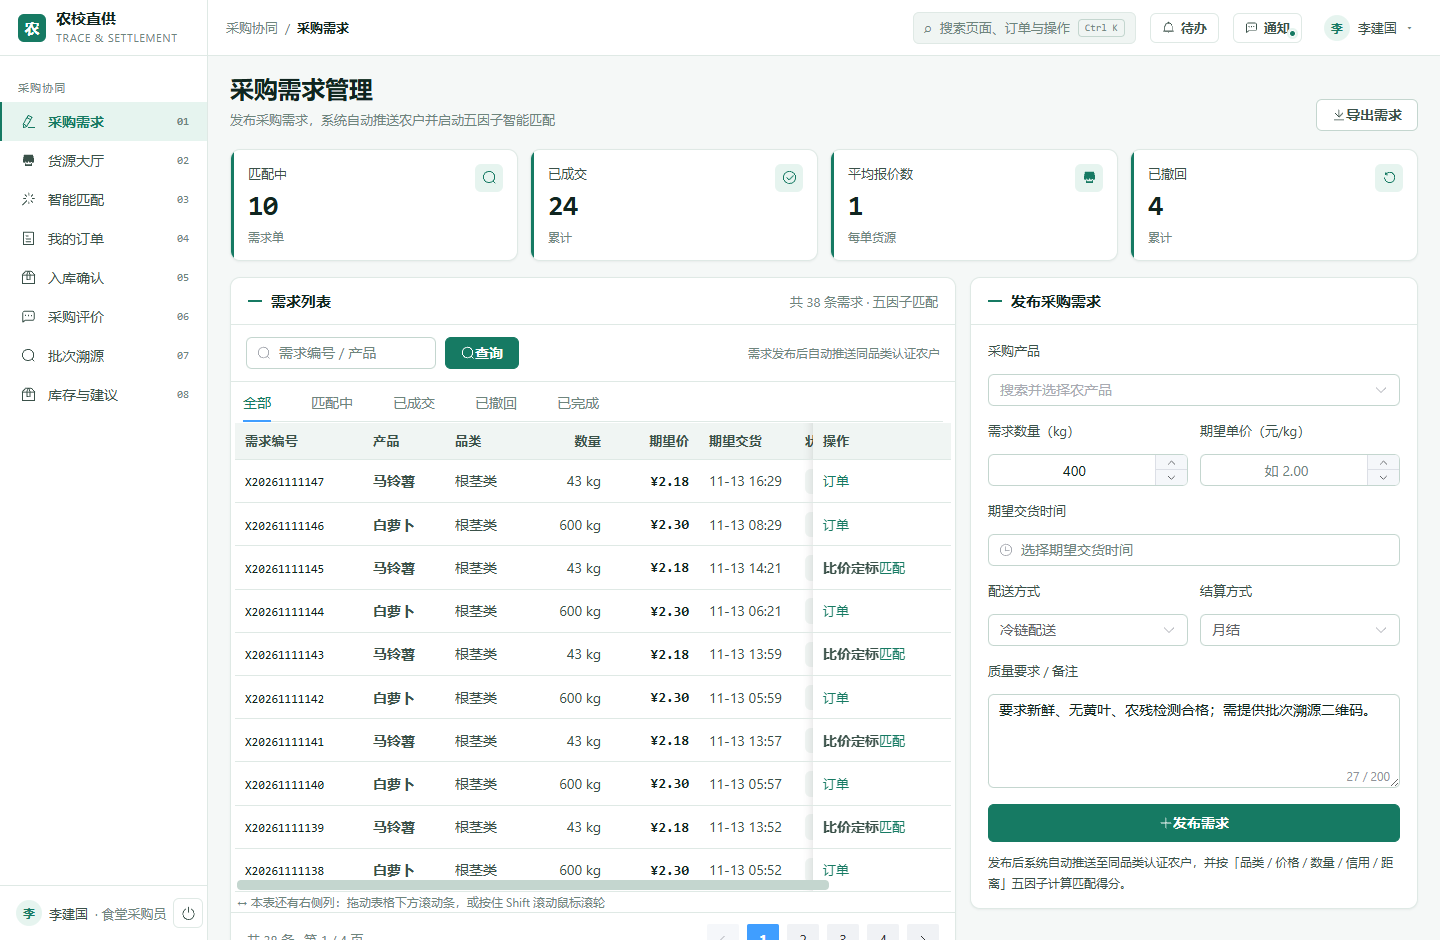 农 农校直供
TRACE & SETTLEMENT
采购协同 / 采购需求
搜索页面、订单与操作 Ctrl K
待办
通知
李 李建国
采购协同
采购需求 01
货源大厅 02
智能匹配 03
我的订单 04
入库确认 05
采购评价 06
批次溯源 07
库存与建议 08
李 李建国 · 食堂采购员
采购需求管理
发布采购需求，系统自动推送农户并启动五因子智能匹配
导出需求
匹配中
10
需求单
已成交
24
累计
平均报价数
1
每单货源
已撤回
4
累计
需求列表
共 38 条需求 · 五因子匹配
需求编号 / 产品 查询
需求发布后自动推送同品类认证农户
全部 匹配中 已成交 已撤回 已完成
需求编号 产品 品类 数量 期望价 期望交货 操作
X20261111147 马铃薯 根茎类 43 kg ¥2.18 11-13 16:29 订单
X20261111146 白萝卜 根茎类 600 kg ¥2.30 11-13 08:29 订单
X20261111145 马铃薯 根茎类 43 kg ¥2.18 11-13 14:21 比价定标匹配
X20261111144 白萝卜 根茎类 600 kg ¥2.30 11-13 06:21 订单
X20261111143 马铃薯 根茎类 43 kg ¥2.18 11-13 13:59 比价定标匹配
X20261111142 白萝卜 根茎类 600 kg ¥2.30 11-13 05:59 订单
X20261111141 马铃薯 根茎类 43 kg ¥2.18 11-13 13:57 比价定标匹配
X20261111140 白萝卜 根茎类 600 kg ¥2.30 11-13 05:57 订单
X20261111139 马铃薯 根茎类 43 kg ¥2.18 11-13 13:52 比价定标匹配
X20261111138 白萝卜 根茎类 600 kg ¥2.30 11-13 05:52 订单
↔ 本表还有右侧列：拖动表格下方滚动条，或按住 Shift 滚动鼠标滚轮
共 38 条，第 1 / 4 页 1 2 3 4
发布采购需求
采购产品
搜索并选择农产品
需求数量（kg） 期望单价（元/kg）
400 如 2.00
期望交货时间
选择期望交货时间
配送方式 结算方式
冷链配送 月结
质量要求 / 备注
要求新鲜、无黄叶、农残检测合格；需提供批次溯源二维码。
27 / 200
发布需求
发布后系统自动推送至同品类认证农户，并按「品类 / 价格 / 数量 / 信用 / 距
离」五因子计算匹配得分。